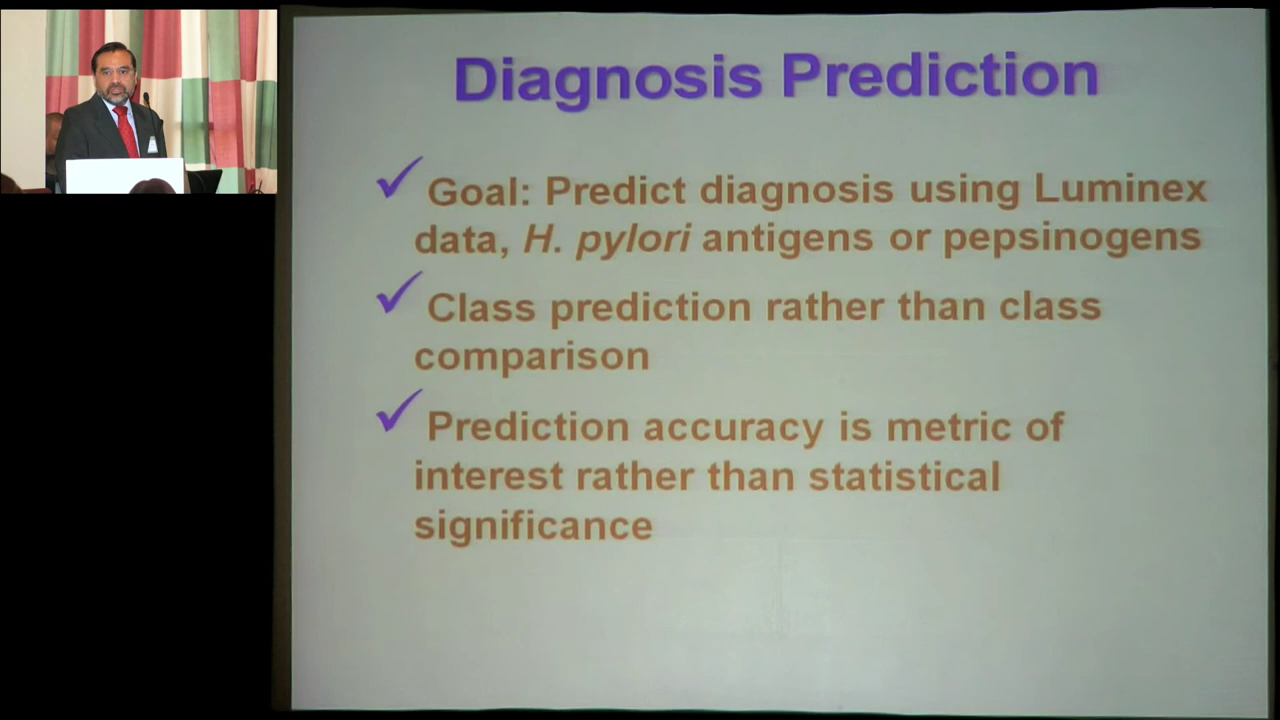 Diagnosis Prediction
✓ Goal: Predict diagnosis using Luminex
data, H. pylori antigens or pepsinogens
✓ Class prediction rather than class
comparison
✓ Prediction accuracy is metric of
interest rather than statistical
significance